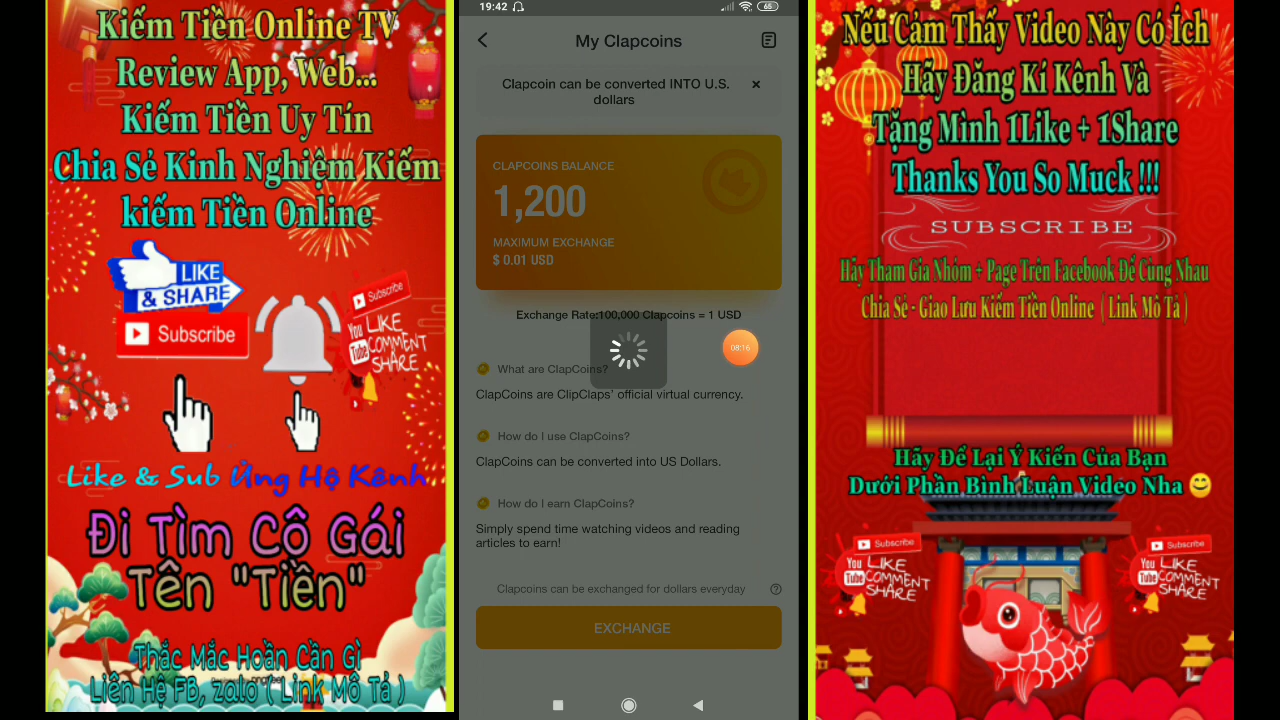 Kiếm Tiền Online TV
Review App, Web...
Kiếm Tiền Uy Tín
Chia Sẻ Kinh Nghiệm Kiếm
kiếm Tiền Online
LIKE
& SHARE
Subscribe
Subscribe
You LIKE
Tube COMMENT
SHARE
Like & Sub Ủng Hộ Kênh
Đi Tìm Cô Gái
Tên "Tiền"
Thắc Mắc Hoần Cần Gì
Liên Hệ FB, zalo ( Link Mô Tả )
19:42
65
My Clapcoins
Clapcoin can be converted INTO U.S.
dollars
CLAPCOINS BALANCE
1,200
MAXIMUM EXCHANGE
$ 0.01 USD
Exchange Rate:100,000 Clapcoins = 1 USD
08:16
What are ClapCoins?
ClapCoins are ClipClaps' official virtual currency.
How do I use ClapCoins?
ClapCoins can be converted into US Dollars.
How do I earn ClapCoins?
Simply spend time watching videos and reading
articles to earn!
Clapcoins can be exchanged for dollars everyday
EXCHANGE
Nếu Cảm Thấy Video Này Có Ích
Hãy Đăng Kí Kênh Và
Tặng Mình 1Like + 1Share
Thanks You So Muck !!!
SUBSCRIBE
Hãy Tham Gia Nhóm + Page Trên Facebook Để Cùng Nhau
Chia Sẻ - Giao Lưu Kiếm Tiền Online ( Link Mô Tả )
Hãy Để Lại Ý Kiến Của Bạn
Dưới Phần Bình Luận Video Nha
Subscribe
You LIKE
Tube COMMENT
SHARE
Subscribe
You LIKE
Tube COMMENT
SHARE